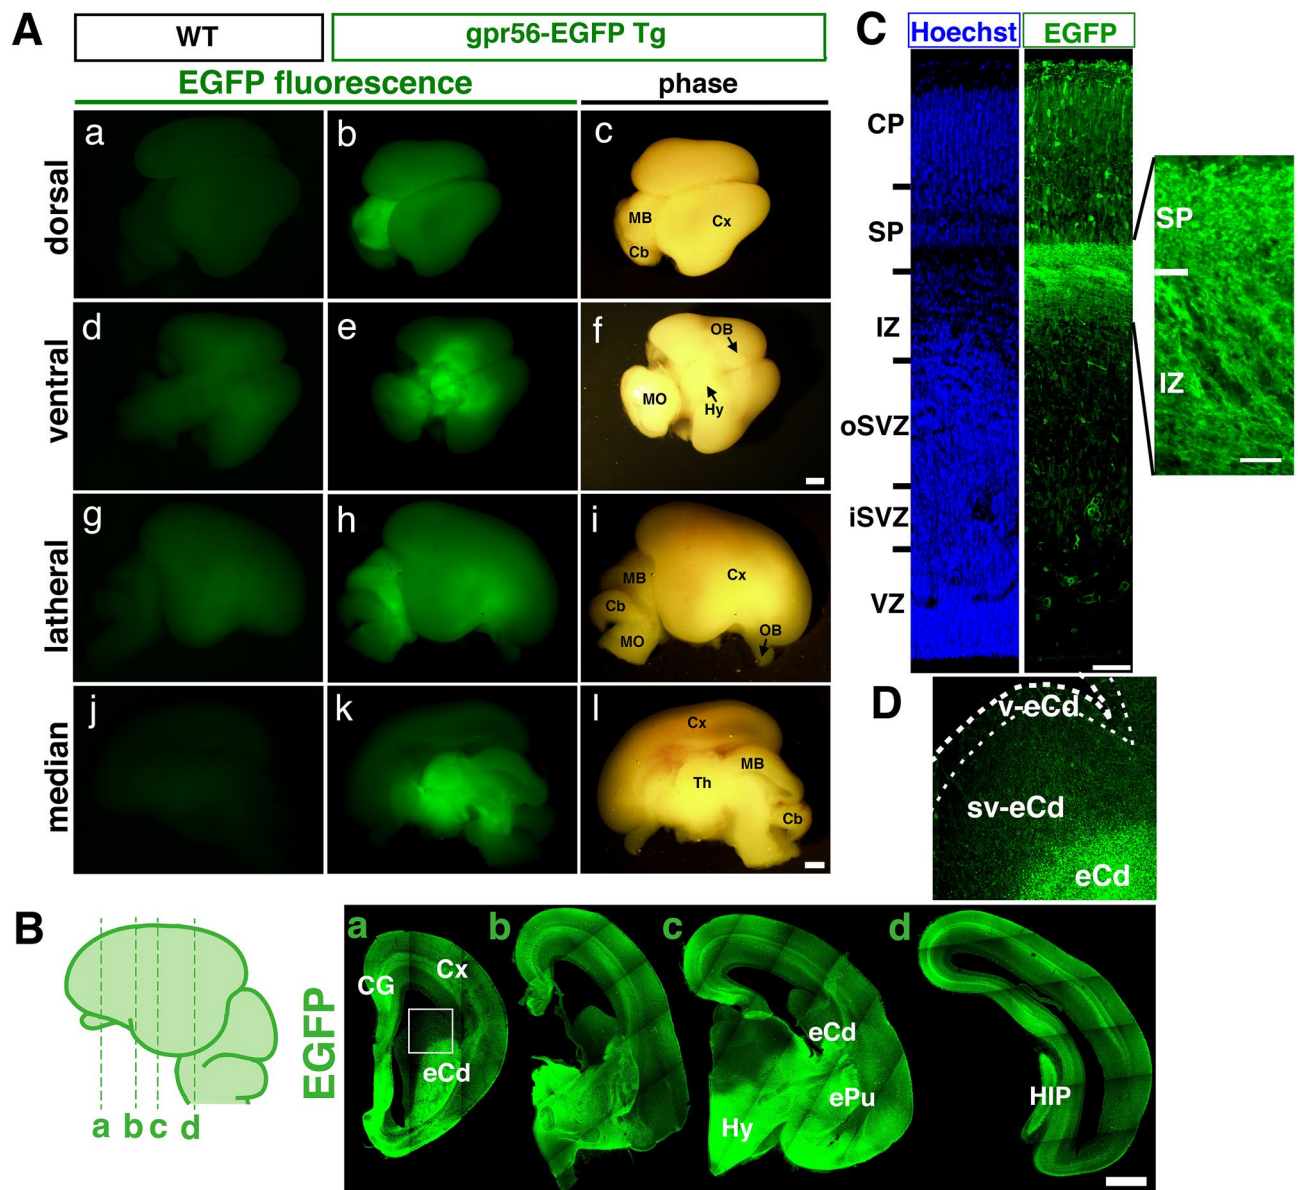 A
WT
gpr56-EGFP Tg
EGFP fluorescence
phase
dorsal
a
b
c
MB
Cx
Cb
ventral
d
e
f
OB
MO
Hy
lathera
g
h
i
MB
Cx
Cb
MO
OB
median
j
k
l
Cx
MB
Th
Cb
B
a
b
c
d
EGFP
a
CG
Cx
eCd
b
c
eCd
ePu
Hy
d
HIP
C
Hoechst
EGFP
CP
SP
IZ
oSVZ
iSVZ
VZ
SP
IZ
D
v-eCd
sv-eCd
eCd